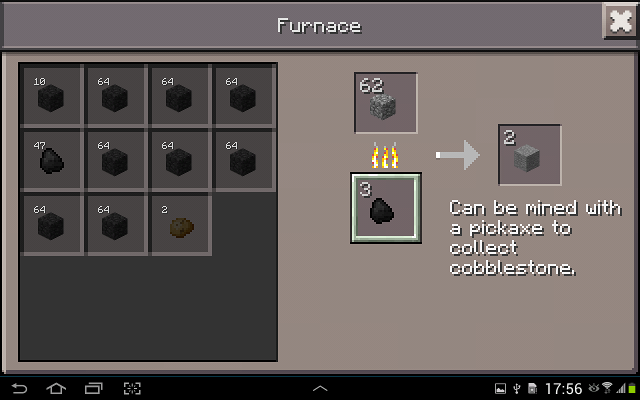 Furnace
10 64 64 64
47 64 64 64
64 64 2
62
3
2
Can be mined with
a pickaxe to
collect
cobblestone.
17:56